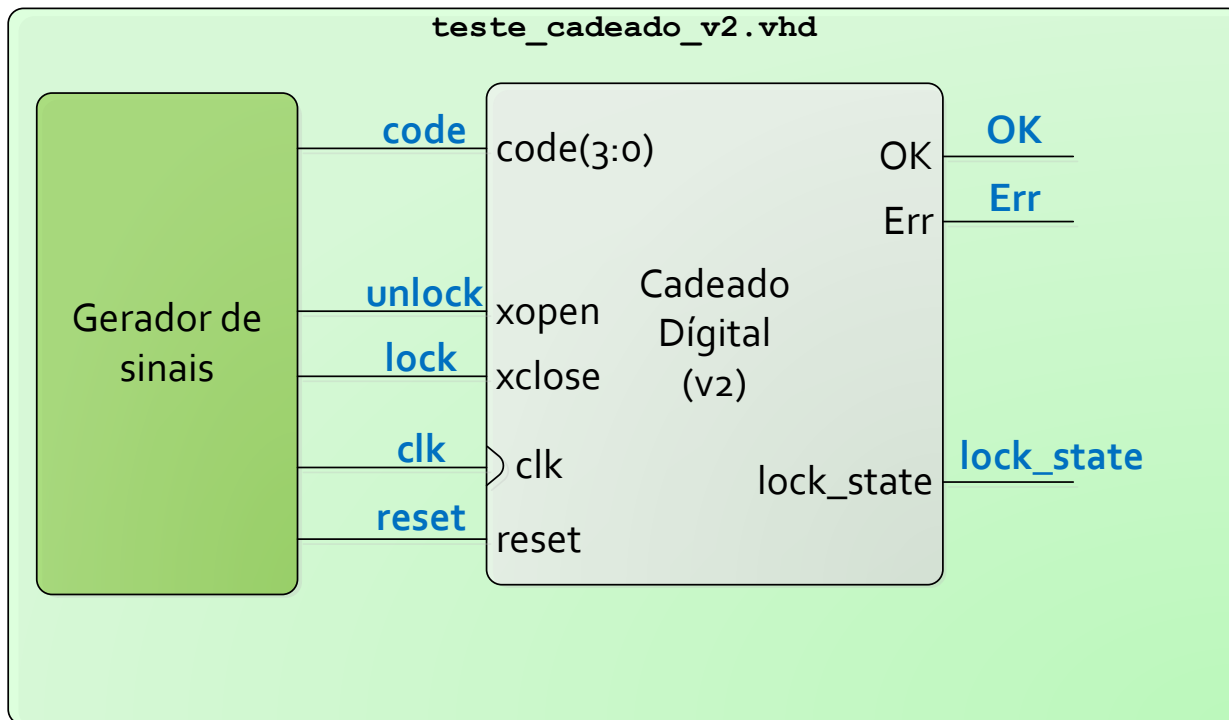 teste_cadeado_v2.vhd
Gerador de
sinais
code
unlock
lock
clk
reset
code(3:0)
xopen
xclose
clk
reset
Cadeado
Dígital
(v2)
OK
Err
lock_state
OK
Err
lock_state